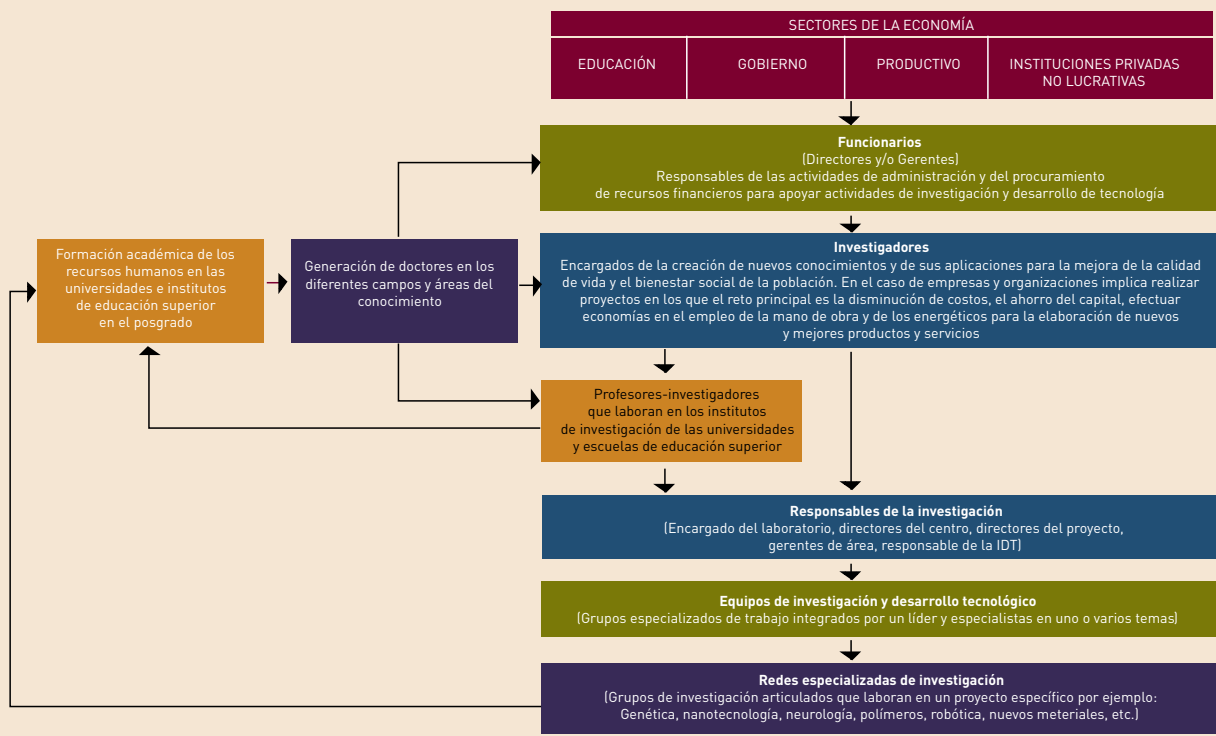 SECTORES DE LA ECONOMÍA
EDUCACIÓN
GOBIERNO
PRODUCTIVO
INSTITUCIONES PRIVADAS
NO LUCRATIVAS
Funcionarios
(Directores y/o Gerentes)
Responsables de las actividades de administración y del procuramiento
de recursos financieros para apoyar actividades de investigación y desarrollo de tecnología
Formación académica de los
recursos humanos en las
universidades e institutos
de educación superior
en el posgrado
Generación de doctores en los
diferentes campos y áreas del
conocimiento
Investigadores
Encargados de la creación de nuevos conocimientos y de sus aplicaciones para la mejora de la calidad
de vida y el bienestar social de la población. En el caso de empresas y organizaciones implica realizar
proyectos en los que el reto principal es la disminución de costos, el ahorro del capital, efectuar
economías en el empleo de la mano de obra y de los energéticos para la elaboración de nuevos
y mejores productos y servicios
Profesores-investigadores
que laboran en los institutos
de investigación de las universidades
y escuelas de educación superior
Responsables de la investigación
(Encargado del laboratorio, directores del centro, directores del proyecto,
gerentes de área, responsable de la IDT)
Equipos de investigación y desarrollo tecnológico
(Grupos especializados de trabajo integrados por un líder y especialistas en uno o varios temas)
Redes especializadas de investigación
(Grupos de investigación articulados que laboran en un proyecto específico por ejemplo:
Genética, nanotecnología, neurología, polímeros, robótica, nuevos meteriales, etc.)